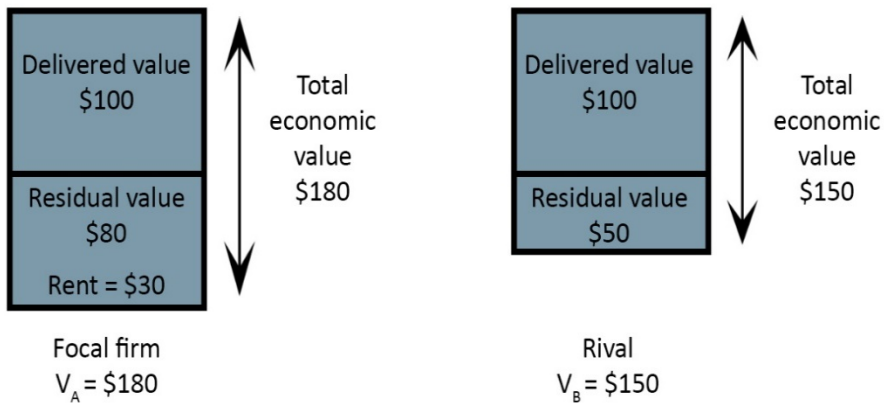 Delivered value
$100
Total
economic
value
$180
Residual value
$80
Rent = $30
Focal firm
V_A = $180
Delivered value
$100
Total
economic
value
$150
Residual value
$50
Rival
V_B = $150